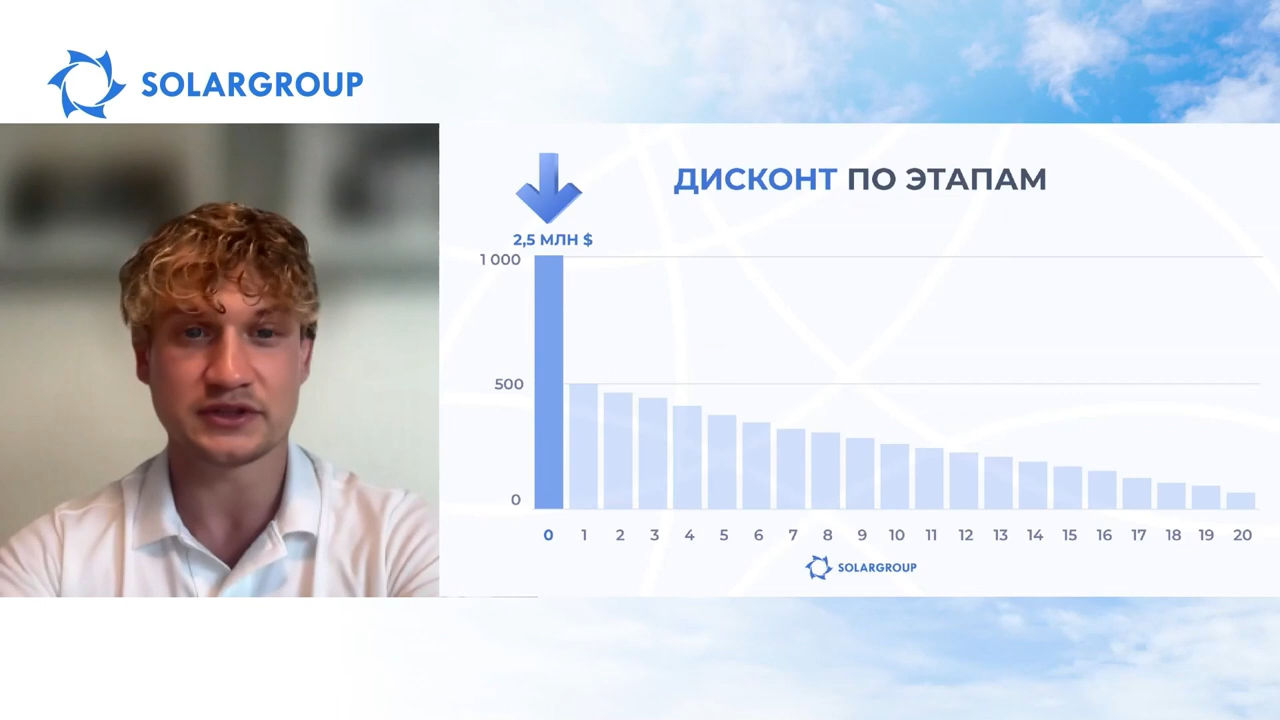 SOLARGROUP
ДИСКОНТ ПО ЭТАПАМ
2,5 МЛН $
1 000
500
0
0 1 2 3 4 5 6 7 8 9 10 11 12 13 14 15 16 17 18 19 20
SOLARGROUP